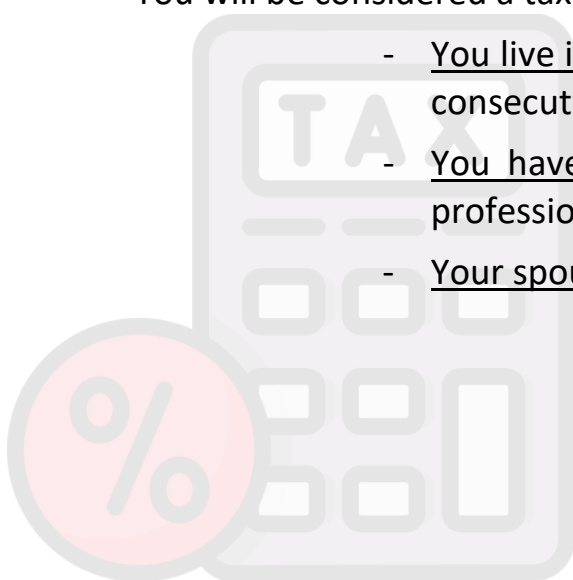 You will be considered a tax
- You live i
consecut
TAX
- You have
professio
- Your spou
%